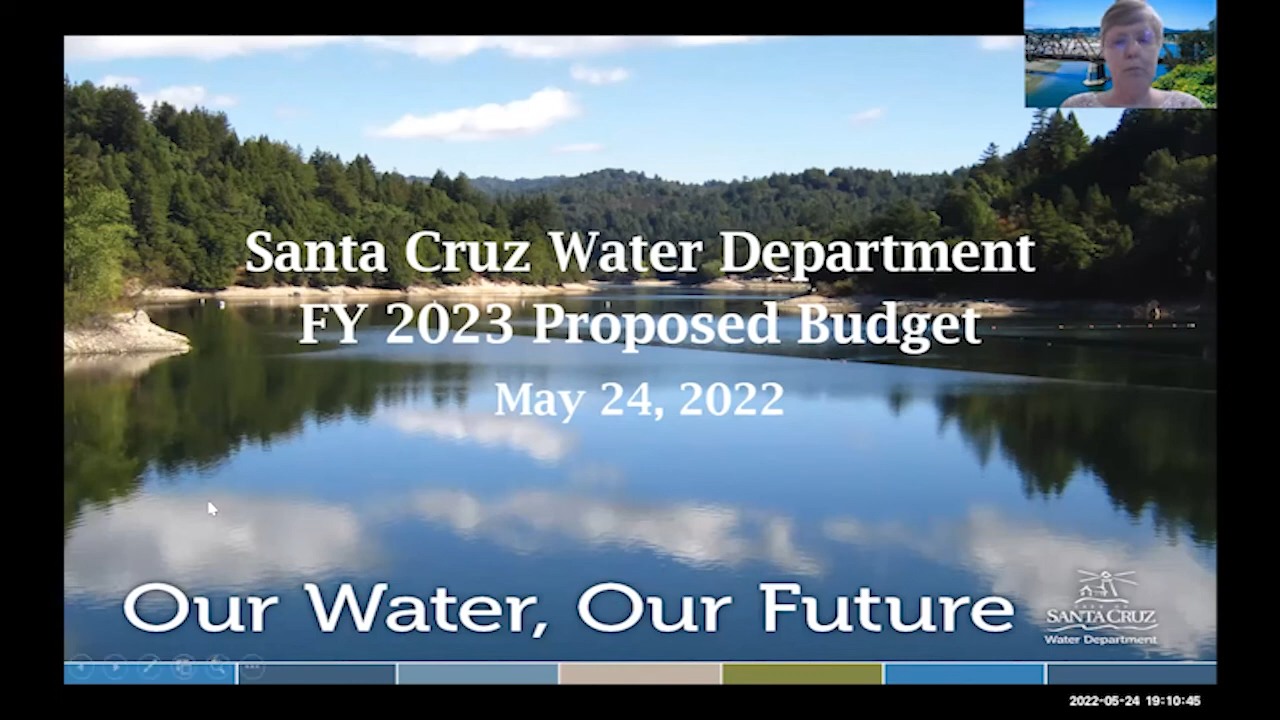 Santa Cruz Water Department
FY 2023 Proposed Budget
May 24, 2022
Our Water, Our Future
SANTA CRUZ
Water Department
2022-05-24 19:10:45